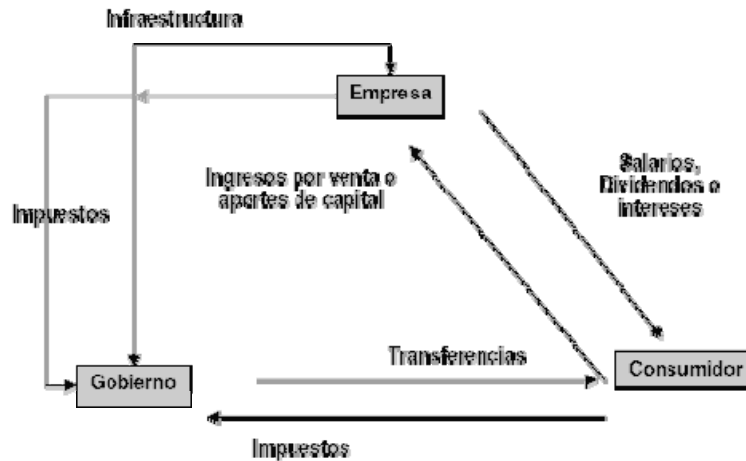 Infraestructura
Empresa
Ingresos por venta o
aportes de capital
Salarios,
Dividendos o
intereses
Impuestos
Transferencias
Gobierno
Consumidor
Impuestos